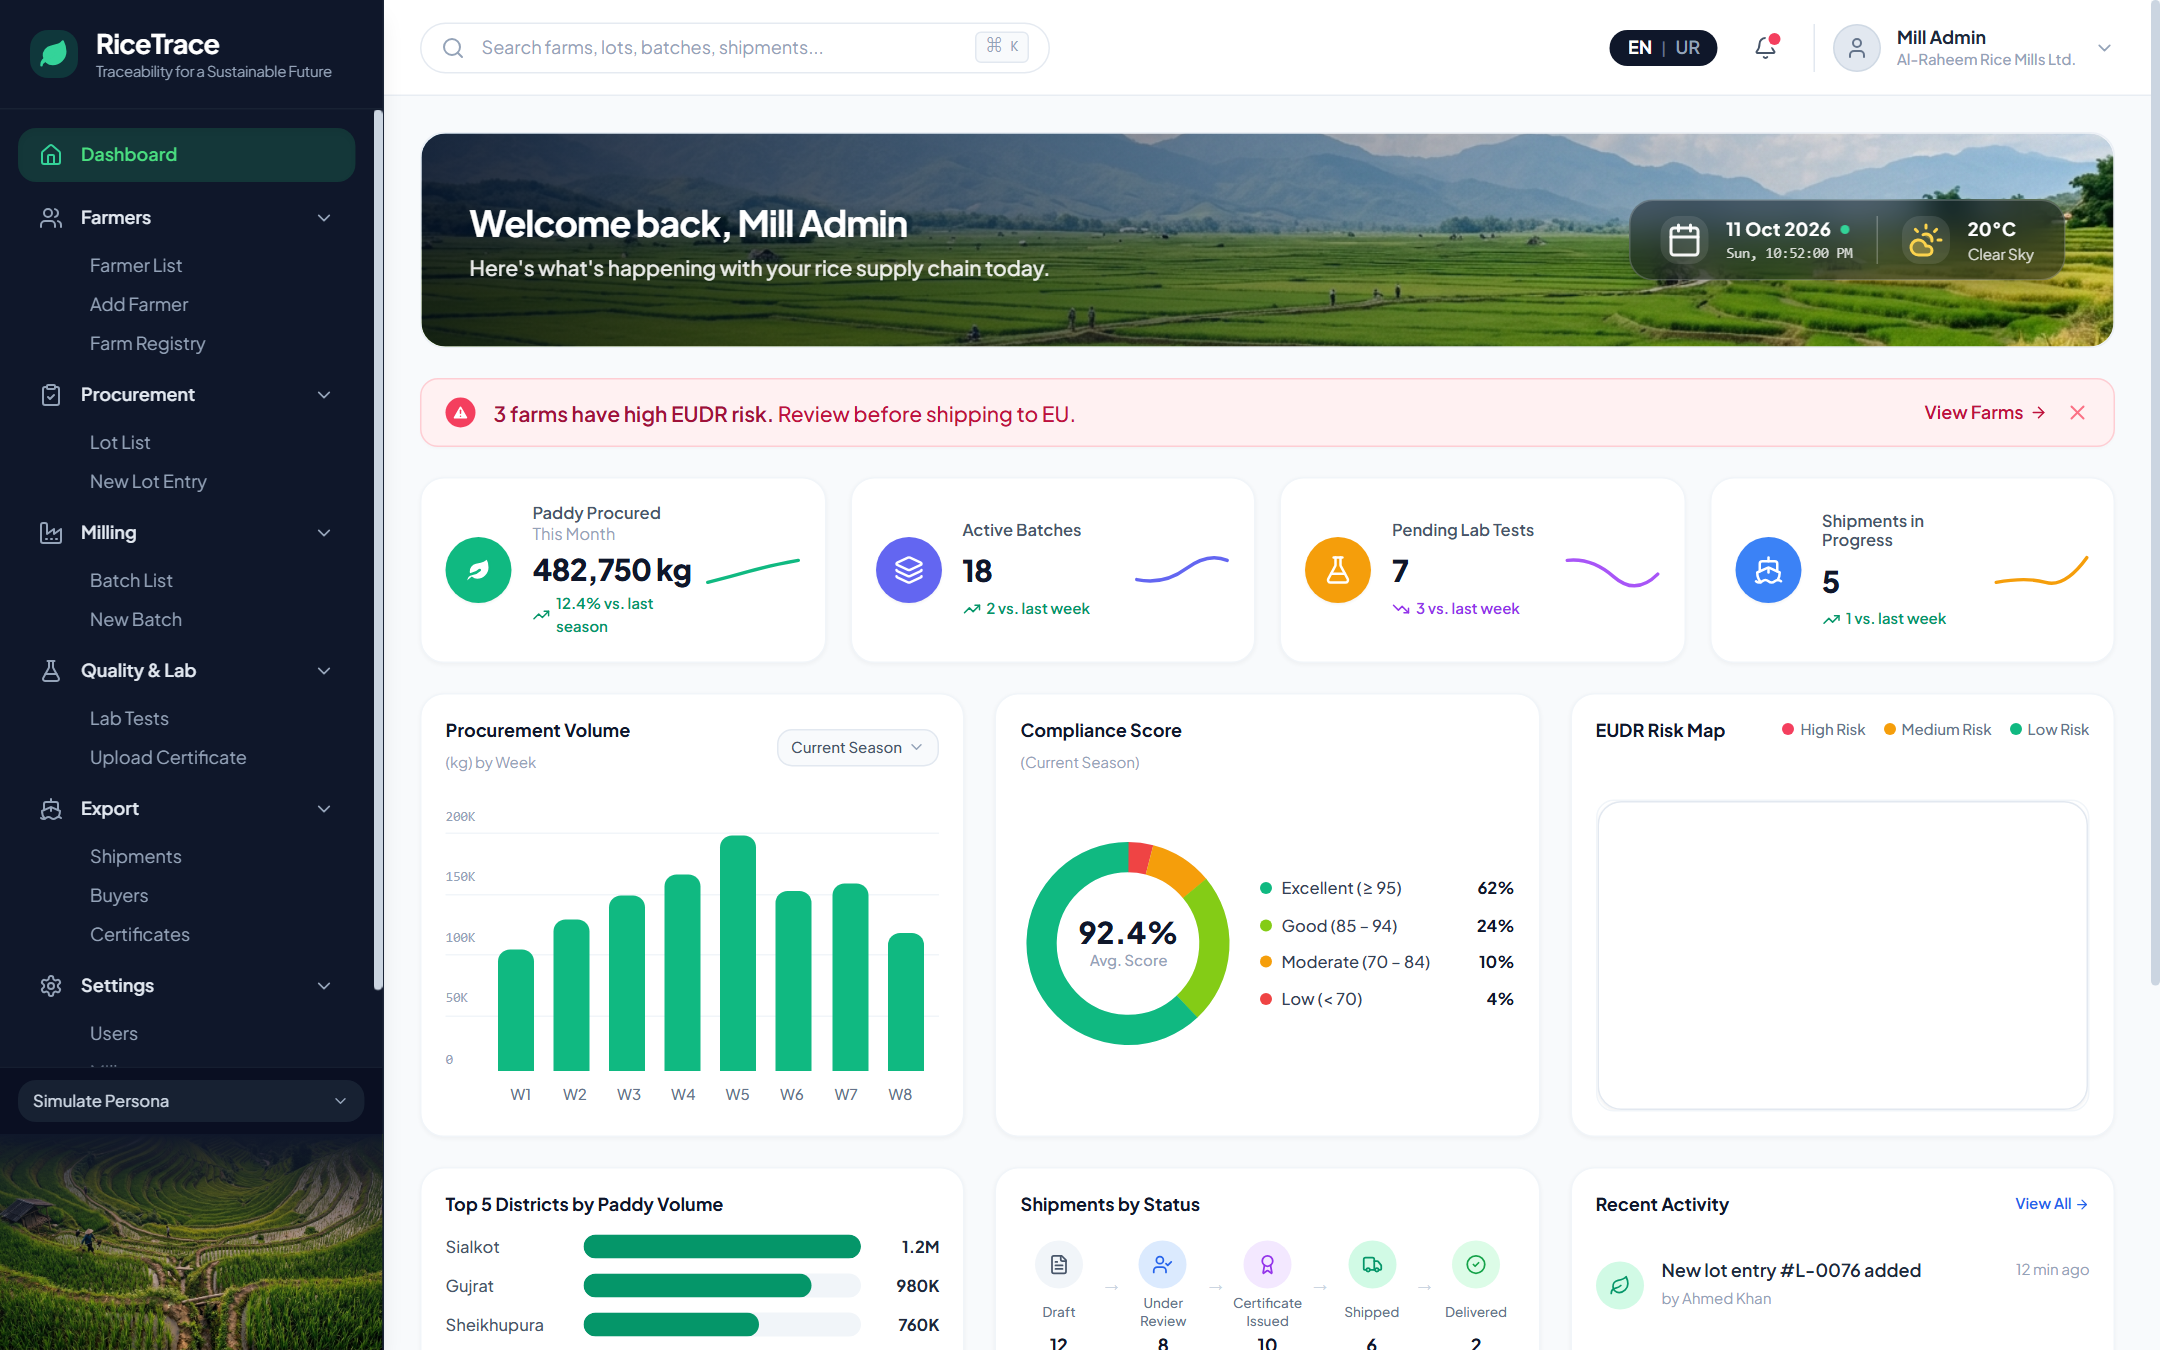 RiceTrace
Traceability for a Sustainable Future
Dashboard
Farmers
Farmer List
Add Farmer
Farm Registry
Procurement
Lot List
New Lot Entry
Milling
Batch List
New Batch
Quality & Lab
Lab Tests
Upload Certificate
Export
Shipments
Buyers
Certificates
Settings
Users
Simulate Persona
Search farms, lots, batches, shipments...
⌘ K
EN | UR
Mill Admin
Al-Raheem Rice Mills Ltd.
Welcome back, Mill Admin
Here's what's happening with your rice supply chain today.
11 Oct 2026
Sun, 10:52:00 PM
20°C
Clear Sky
3 farms have high EUDR risk. Review before shipping to EU.
View Farms →
Paddy Procured
This Month
482,750 kg
12.4% vs. last
season
Active Batches
18
2 vs. last week
Pending Lab Tests
7
3 vs. last week
Shipments in
Progress
5
1 vs. last week
Procurement Volume
(kg) by Week
Current Season
200K
150K
100K
50K
0
W1 W2 W3 W4 W5 W6 W7 W8
Compliance Score
(Current Season)
92.4%
Avg. Score
Excellent (≥ 95) 62%
Good (85 – 94) 24%
Moderate (70 – 84) 10%
Low (< 70) 4%
EUDR Risk Map
High Risk Medium Risk Low Risk
Top 5 Districts by Paddy Volume
Sialkot 1.2M
Gujrat 980K
Sheikhupura 760K
Shipments by Status
Draft
12
→
Under
Review
8
→
Certificate
Issued
10
→
Shipped
6
→
Delivered
2
Recent Activity
View All →
New lot entry #L-0076 added
by Ahmed Khan
12 min ago